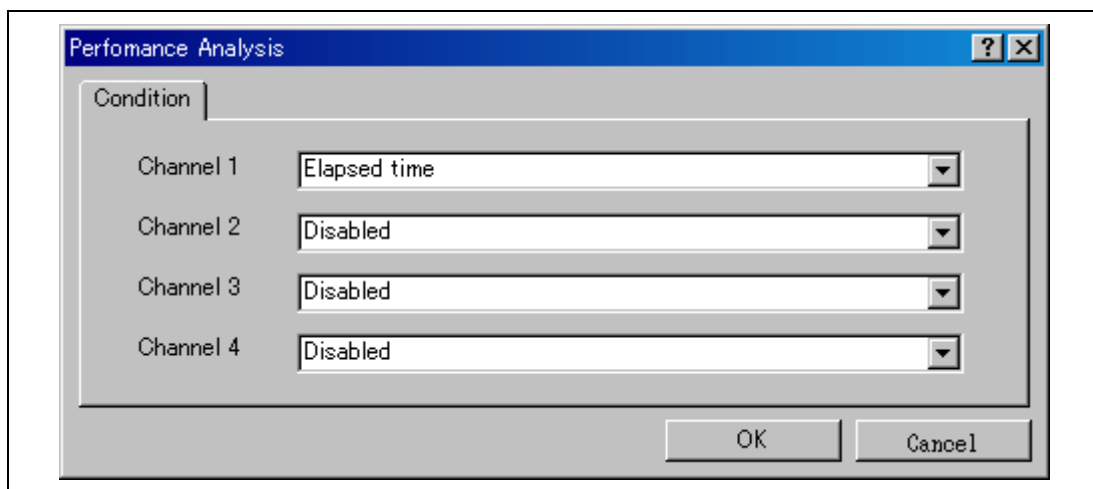 Perfomance Analysis
Condition
Channel 1 Elapsed time
Channel 2 Disabled
Channel 3 Disabled
Channel 4 Disabled
OK Cancel